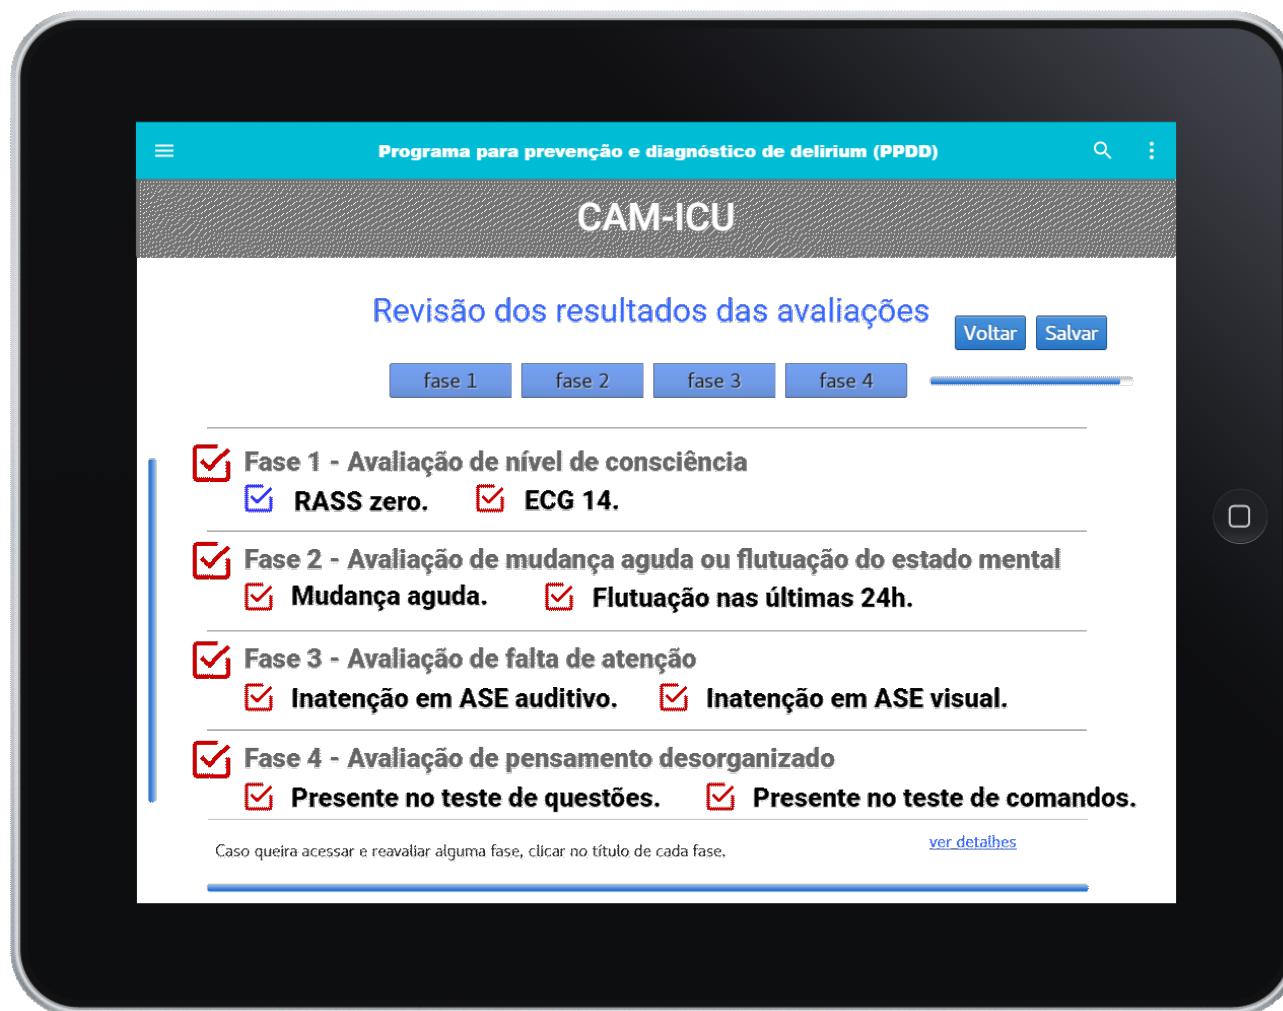 Programa para prevenção e diagnóstico de delirium (PPDD)
CAM-ICU
Revisão dos resultados das avaliações
Voltar Salvar
fase 1 fase 2 fase 3 fase 4
Fase 1 - Avaliação de nível de consciência
RASS zero. ECG 14.
Fase 2 - Avaliação de mudança aguda ou flutuação do estado mental
Mudança aguda. Flutuação nas últimas 24h.
Fase 3 - Avaliação de falta de atenção
Inatenção em ASE auditivo. Inatenção em ASE visual.
Fase 4 - Avaliação de pensamento desorganizado
Presente no teste de questões. Presente no teste de comandos.
Caso queira acessar e reavaliar alguma fase, clicar no título de cada fase.
ver detalhes